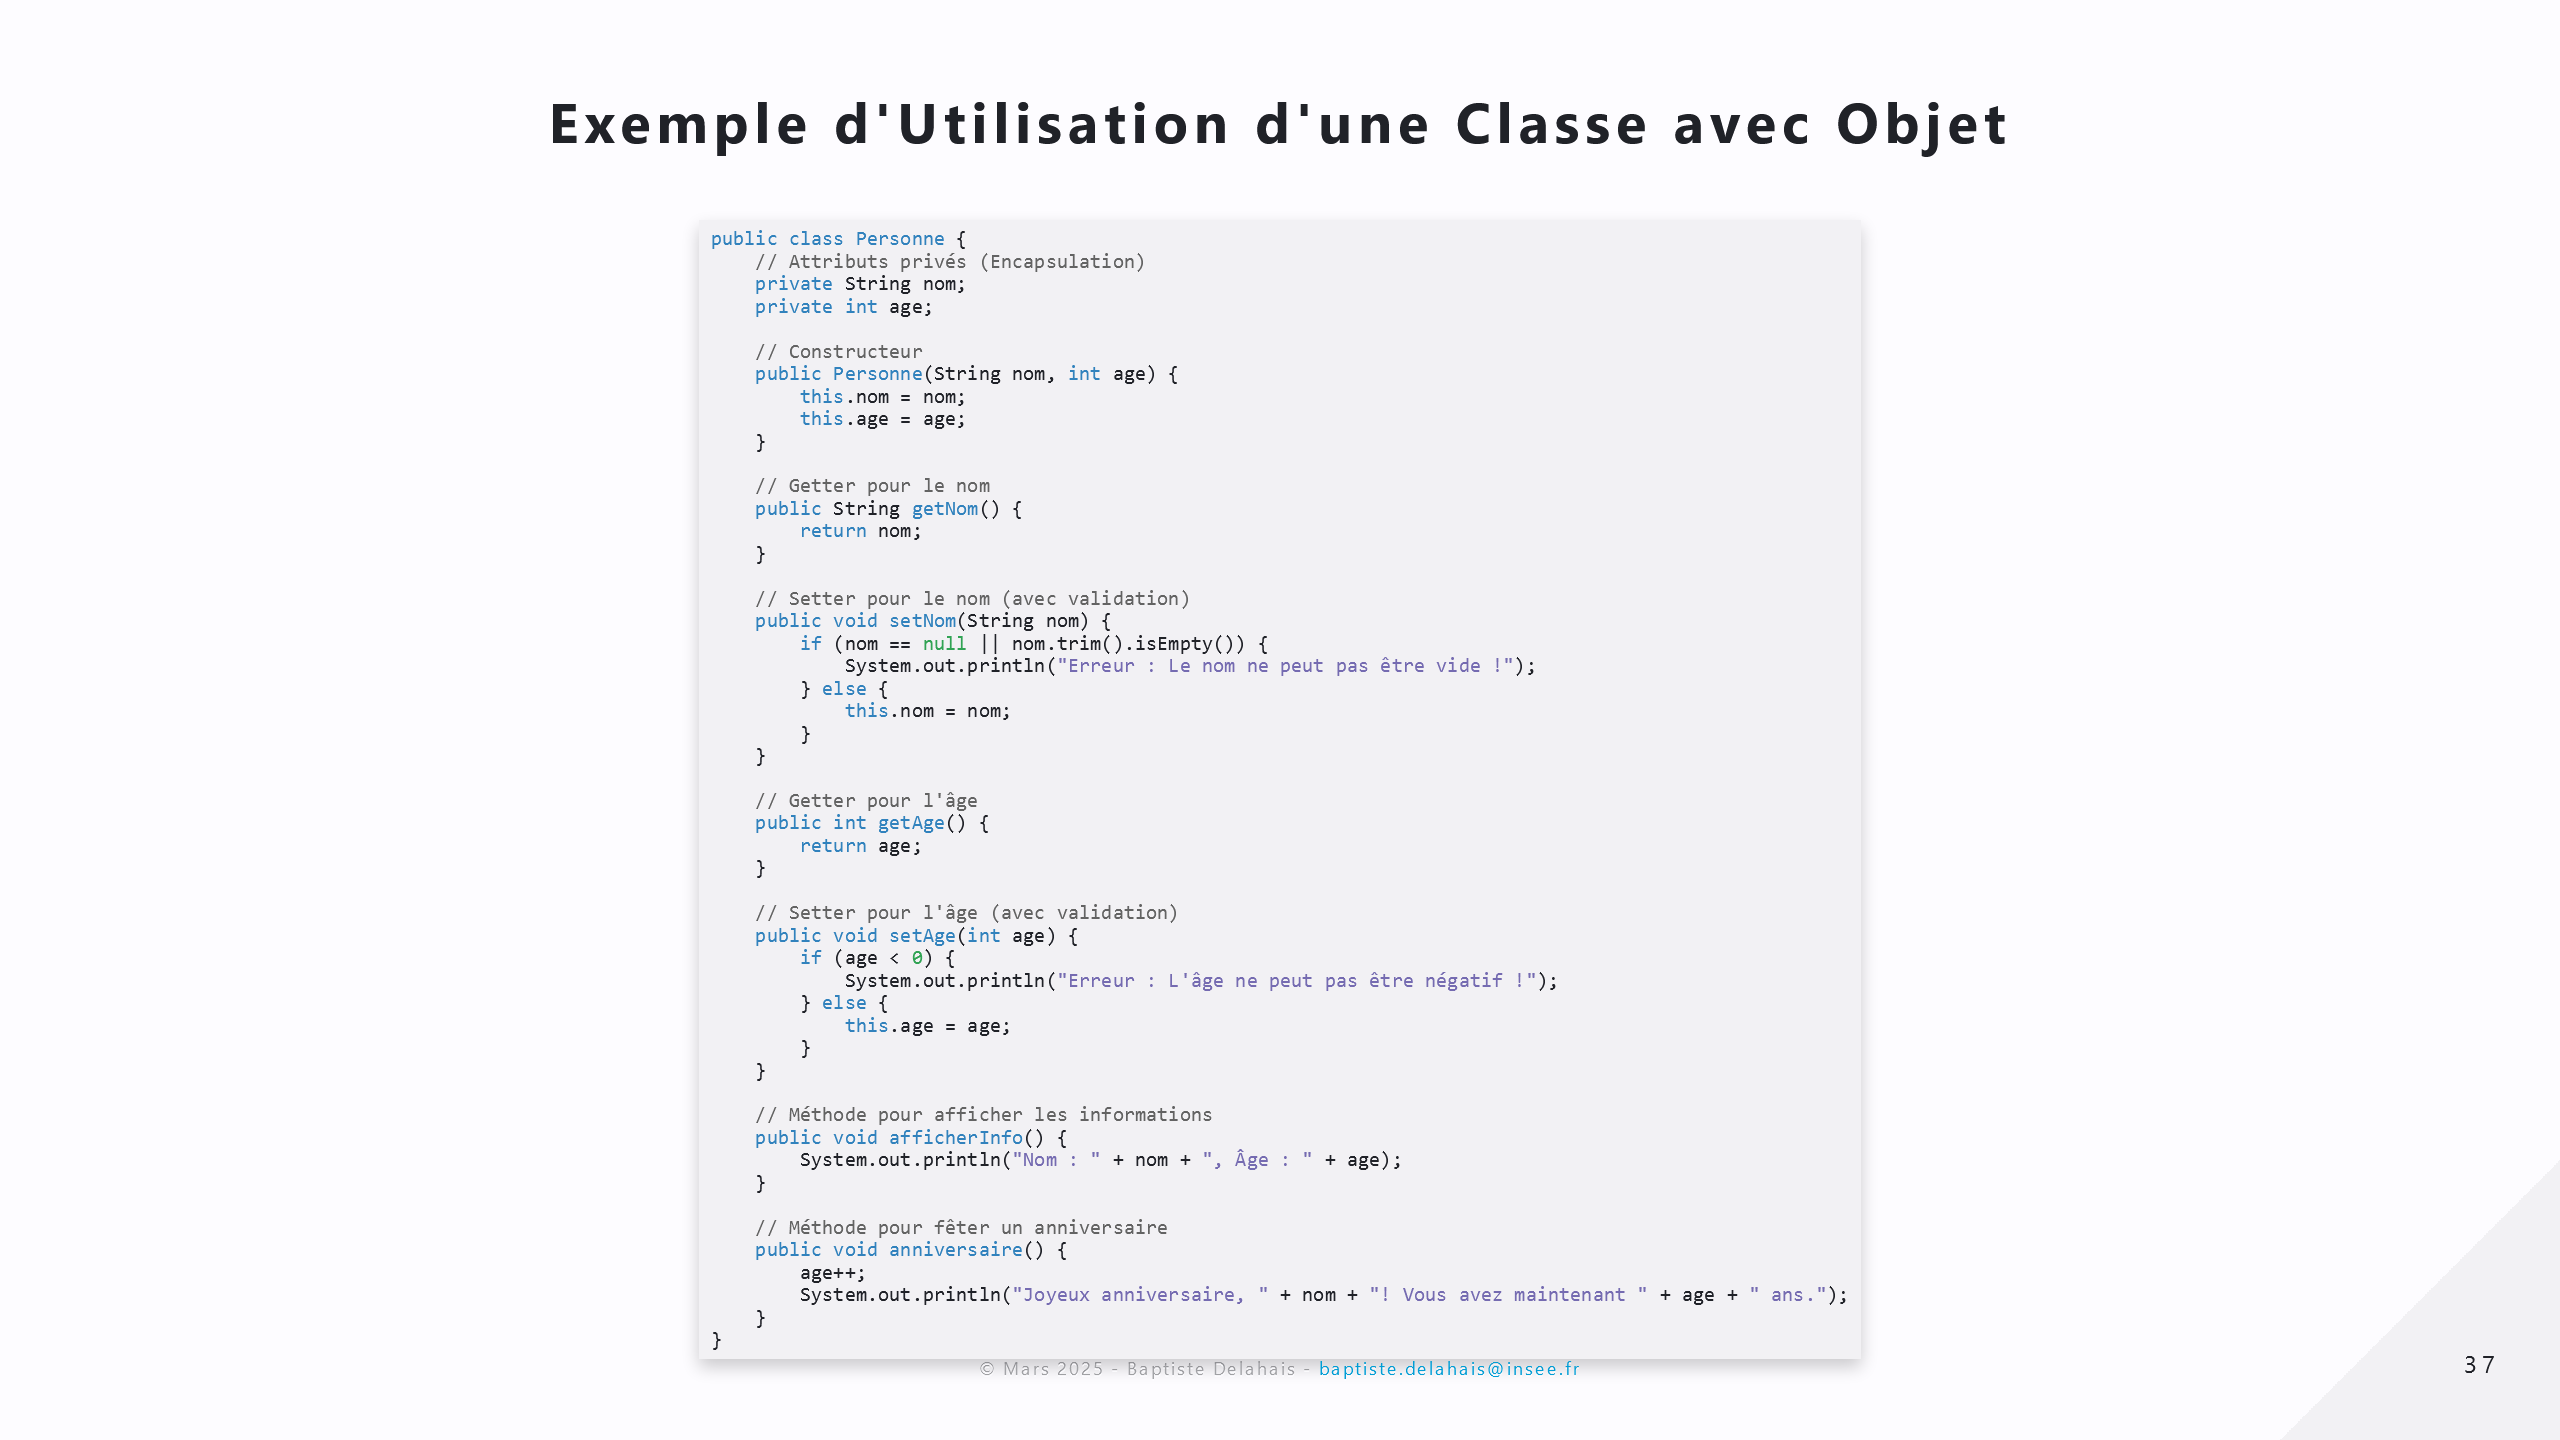 Exemple d'Utilisation d'une Classe avec Objet
public class Personne {
    // Attributs privés (Encapsulation)
    private String nom;
    private int age;

    // Constructeur
    public Personne(String nom, int age) {
        this.nom = nom;
        this.age = age;
    }

    // Getter pour le nom
    public String getNom() {
        return nom;
    }

    // Setter pour le nom (avec validation)
    public void setNom(String nom) {
        if (nom == null || nom.trim().isEmpty()) {
            System.out.println("Erreur : Le nom ne peut pas être vide !");
        } else {
            this.nom = nom;
        }
    }

    // Getter pour l'âge
    public int getAge() {
        return age;
    }

    // Setter pour l'âge (avec validation)
    public void setAge(int age) {
        if (age < 0) {
            System.out.println("Erreur : L'âge ne peut pas être négatif !");
        } else {
            this.age = age;
        }
    }

    // Méthode pour afficher les informations
    public void afficherInfo() {
        System.out.println("Nom : " + nom + ", Âge : " + age);
    }

    // Méthode pour fêter un anniversaire
    public void anniversaire() {
        age++;
        System.out.println("Joyeux anniversaire, " + nom + "! Vous avez maintenant " + age + " ans.");
    }
}
© Mars 2025 - Baptiste Delahais - baptiste.delahais@insee.fr
37